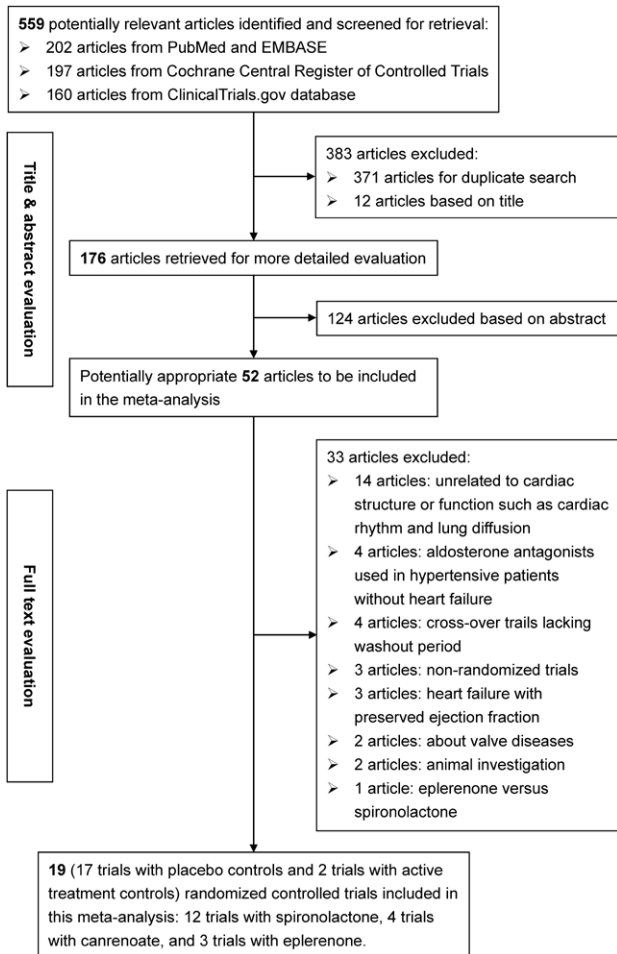 559 potentially relevant articles identified and screened for retrieval:
➢ 202 articles from PubMed and EMBASE
➢ 197 articles from Cochrane Central Register of Controlled Trials
➢ 160 articles from ClinicalTrials.gov database
Title & abstract evaluation
383 articles excluded:
➢ 371 articles for duplicate search
➢ 12 articles based on title
176 articles retrieved for more detailed evaluation
124 articles excluded based on abstract
Potentially appropriate 52 articles to be included
in the meta-analysis
Full text evaluation
33 articles excluded:
➢ 14 articles: unrelated to cardiac
structure or function such as cardiac
rhythm and lung diffusion
➢ 4 articles: aldosterone antagonists
used in hypertensive patients
without heart failure
➢ 4 articles: cross-over trails lacking
washout period
➢ 3 articles: non-randomized trials
➢ 3 articles: heart failure with
preserved ejection fraction
➢ 2 articles: about valve diseases
➢ 2 articles: animal investigation
➢ 1 article: eplerenone versus
spironolactone
19 (17 trials with placebo controls and 2 trials with active
treatment controls) randomized controlled trials included in
this meta-analysis: 12 trials with spironolactone, 4 trials
with canrenoate, and 3 trials with eplerenone.